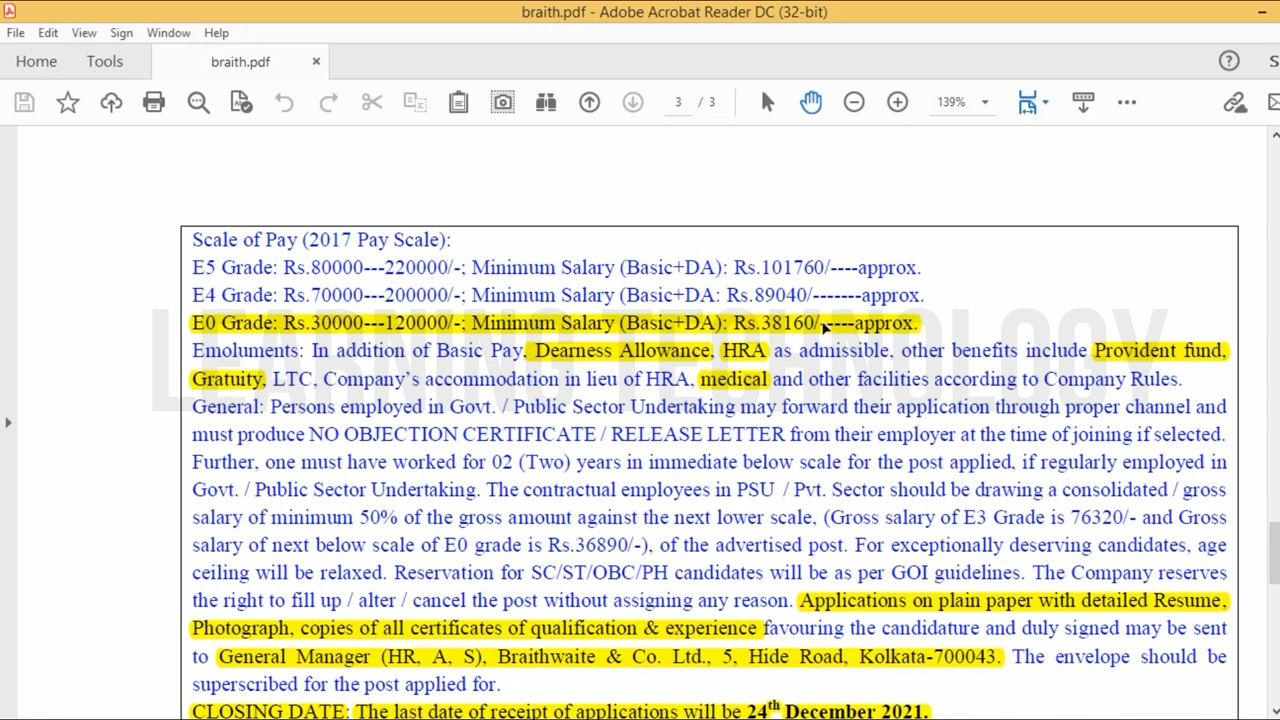 braith.pdf - Adobe Acrobat Reader DC (32-bit)
File Edit View Sign Window Help
Home Tools braith.pdf × ? S
3 / 3 139%
Scale of Pay (2017 Pay Scale):
E5 Grade: Rs.80000---220000/-; Minimum Salary (Basic+DA): Rs.101760/----approx.
E4 Grade: Rs.70000---200000/-; Minimum Salary (Basic+DA: Rs.89040/-------approx.
E0 Grade: Rs.30000---120000/-; Minimum Salary (Basic+DA): Rs.38160/-----approx.
Emoluments: In addition of Basic Pay, Dearness Allowance, HRA as admissible, other benefits include Provident fund,
Gratuity, LTC, Company's accommodation in lieu of HRA, medical and other facilities according to Company Rules.
LEARNING TECHNOLOGY
General: Persons employed in Govt. / Public Sector Undertaking may forward their application through proper channel and
must produce NO OBJECTION CERTIFICATE / RELEASE LETTER from their employer at the time of joining if selected.
Further, one must have worked for 02 (Two) years in immediate below scale for the post applied, if regularly employed in
Govt. / Public Sector Undertaking. The contractual employees in PSU / Pvt. Sector should be drawing a consolidated / gross
salary of minimum 50% of the gross amount against the next lower scale, (Gross salary of E3 Grade is 76320/- and Gross
salary of next below scale of E0 grade is Rs.36890/-), of the advertised post. For exceptionally deserving candidates, age
ceiling will be relaxed. Reservation for SC/ST/OBC/PH candidates will be as per GOI guidelines. The Company reserves
the right to fill up / alter / cancel the post without assigning any reason. Applications on plain paper with detailed Resume,
Photograph, copies of all certificates of qualification & experience favouring the candidature and duly signed may be sent
to General Manager (HR, A, S), Braithwaite & Co. Ltd., 5, Hide Road, Kolkata-700043. The envelope should be
superscribed for the post applied for.
CLOSING DATE: The last date of receipt of applications will be 24th December 2021.